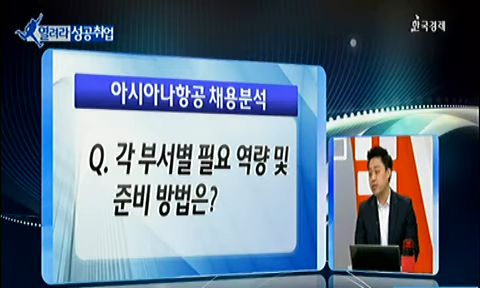 열려라 성공취업
한국경제
아시아나항공 채용분석
Q. 각 부서별 필요 역량 및
준비 방법은?